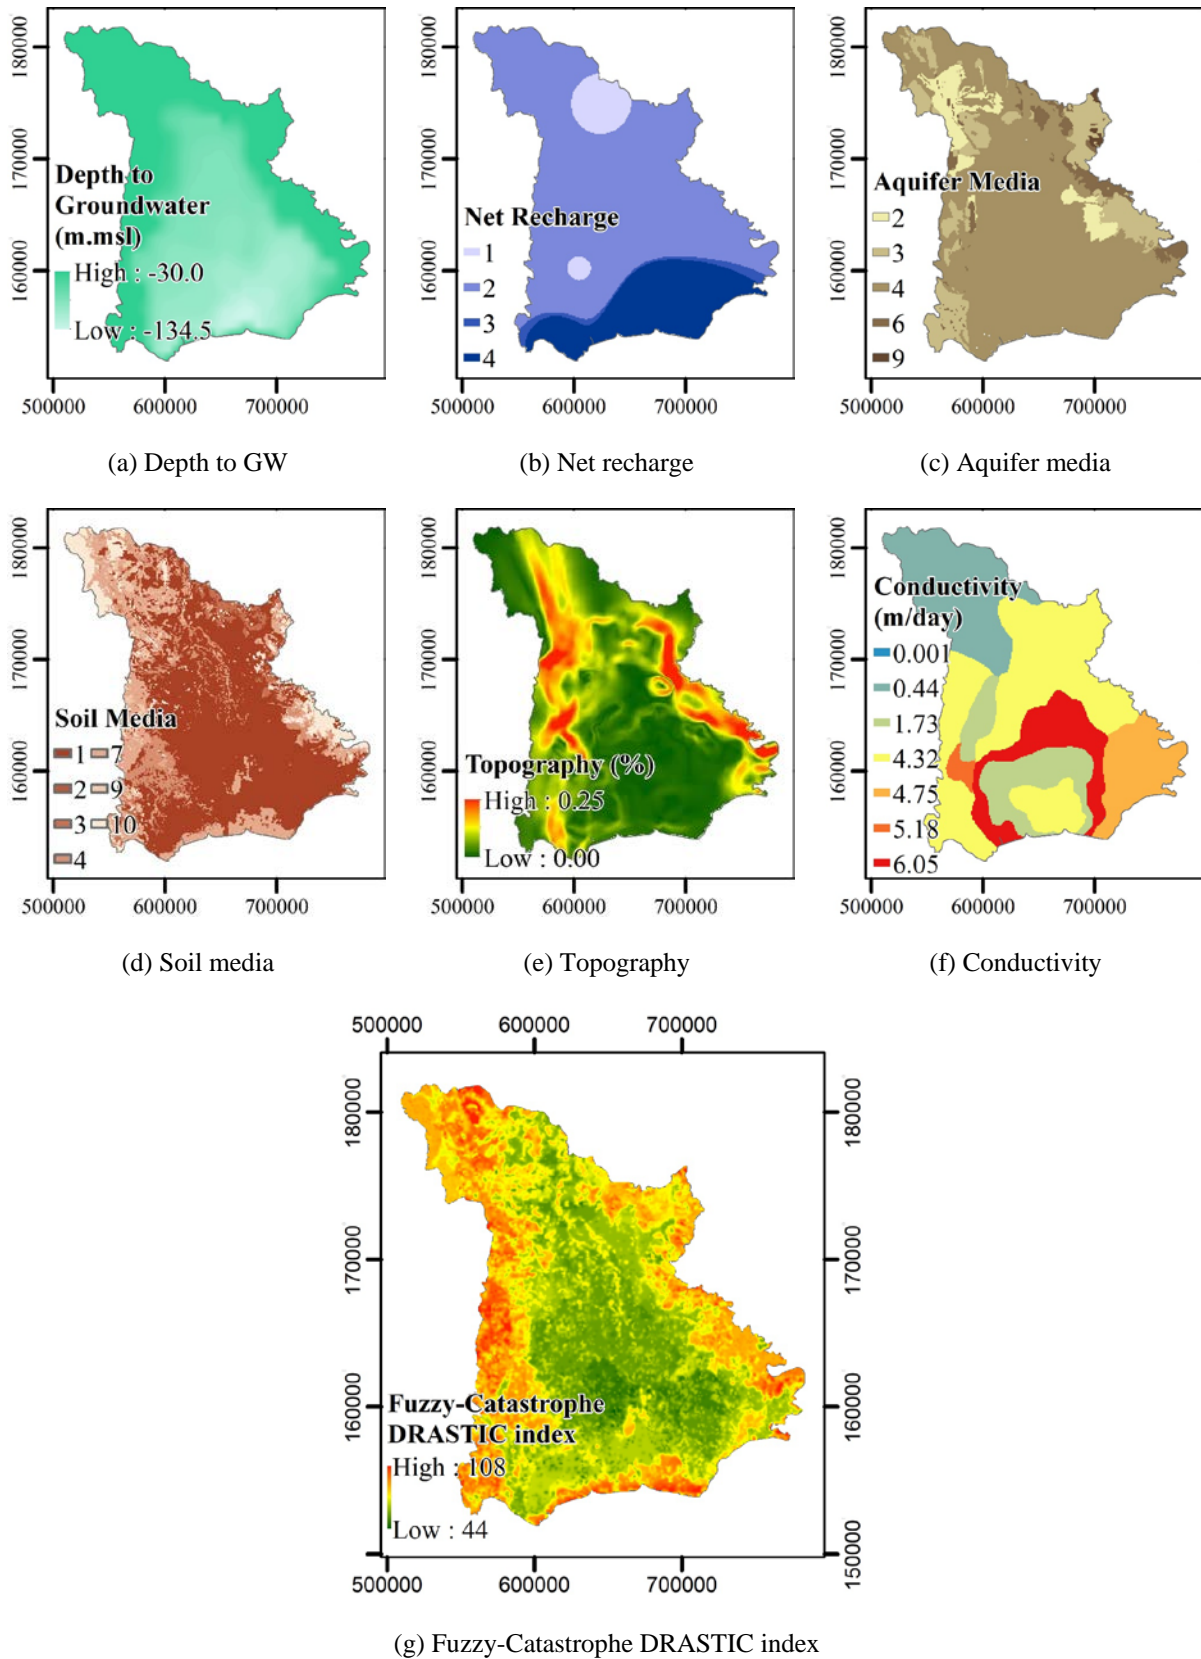 180000
170000
160000
Depth to
Groundwater
(m.msl)
High : -30.0
Low : -134.5
500000 600000 700000
(a) Depth to GW
180000
170000
160000
Net Recharge
1
2
3
4
500000 600000 700000
(b) Net recharge
180000
170000
160000
Aquifer Media
2
3
4
6
9
500000 600000 700000
(c) Aquifer media
180000
170000
160000
Soil Media
1 7
2 9
3 10
4
500000 600000 700000
(d) Soil media
180000
170000
160000
Topography (%)
High : 0.25
Low : 0.00
500000 600000 700000
(e) Topography
180000
170000
160000
Conductivity
(m/day)
0.001
0.44
1.73
4.32
4.75
5.18
6.05
500000 600000 700000
(f) Conductivity
500000 600000 700000
180000 180000
170000 170000
160000 160000
150000
Fuzzy-Catastrophe
DRASTIC index
High : 108
Low : 44
500000 600000 700000
(g) Fuzzy-Catastrophe DRASTIC index